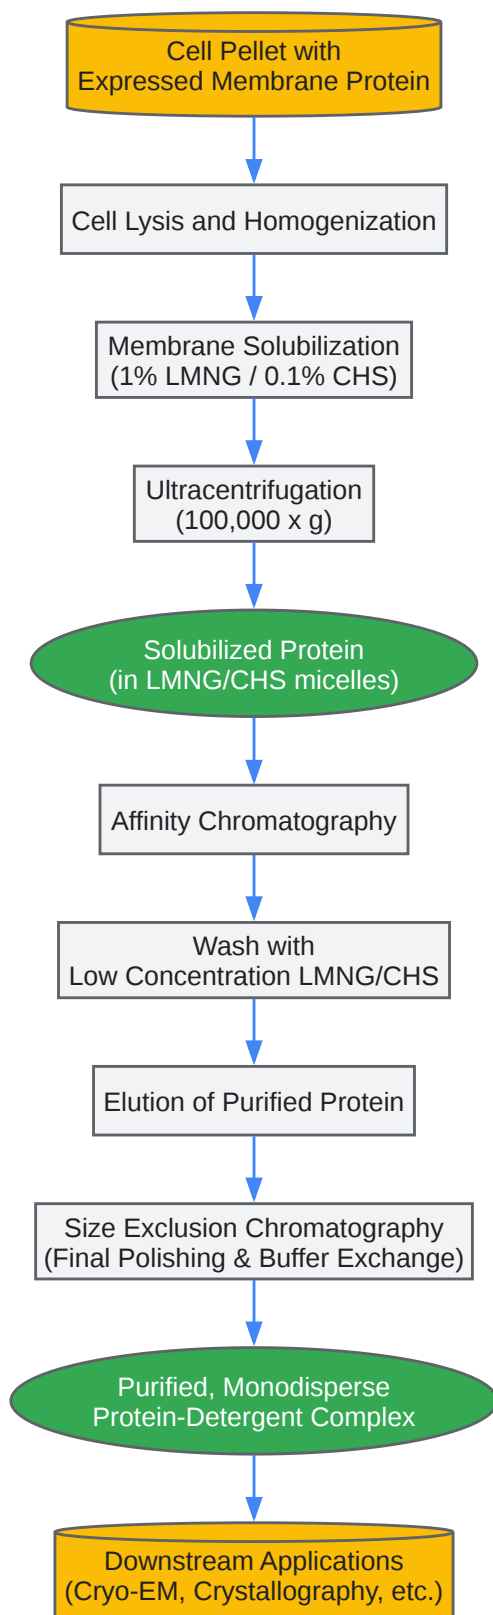 Cell Pellet with
Expressed Membrane Protein
Cell Lysis and Homogenization
Membrane Solubilization
(1% LMNG / 0.1% CHS)
Ultracentrifugation
(100,000 x g)
Solubilized Protein
(in LMNG/CHS micelles)
Affinity Chromatography
Wash with
Low Concentration LMNG/CHS
Elution of Purified Protein
Size Exclusion Chromatography
(Final Polishing & Buffer Exchange)
Purified, Monodisperse
Protein-Detergent Complex
Downstream Applications
(Cryo-EM, Crystallography, etc.)